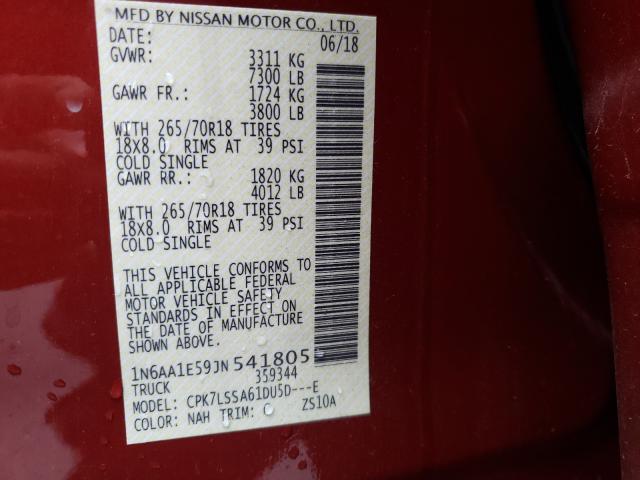 MFD BY NISSAN MOTOR CO., LTD.
DATE: 06/18
GVWR: 3311 KG
7300 LB
GAWR FR.: 1724 KG
3800 LB
WITH 265/70R18 TIRES
18X8.0 RIMS AT 39 PSI
COLD SINGLE
GAWR RR.: 1820 KG
4012 LB
WITH 265/70R18 TIRES
18X8.0 RIMS AT 39 PSI
COLD SINGLE
THIS VEHICLE CONFORMS TO
ALL APPLICABLE FEDERAL
MOTOR VEHICLE SAFETY
STANDARDS IN EFFECT ON
THE DATE OF MANUFACTURE
SHOWN ABOVE.
1N6AA1E59JN541805
TRUCK 359344
MODEL: CPK7LSSA61DU5D---E
COLOR: NAH TRIM: C ZS10A